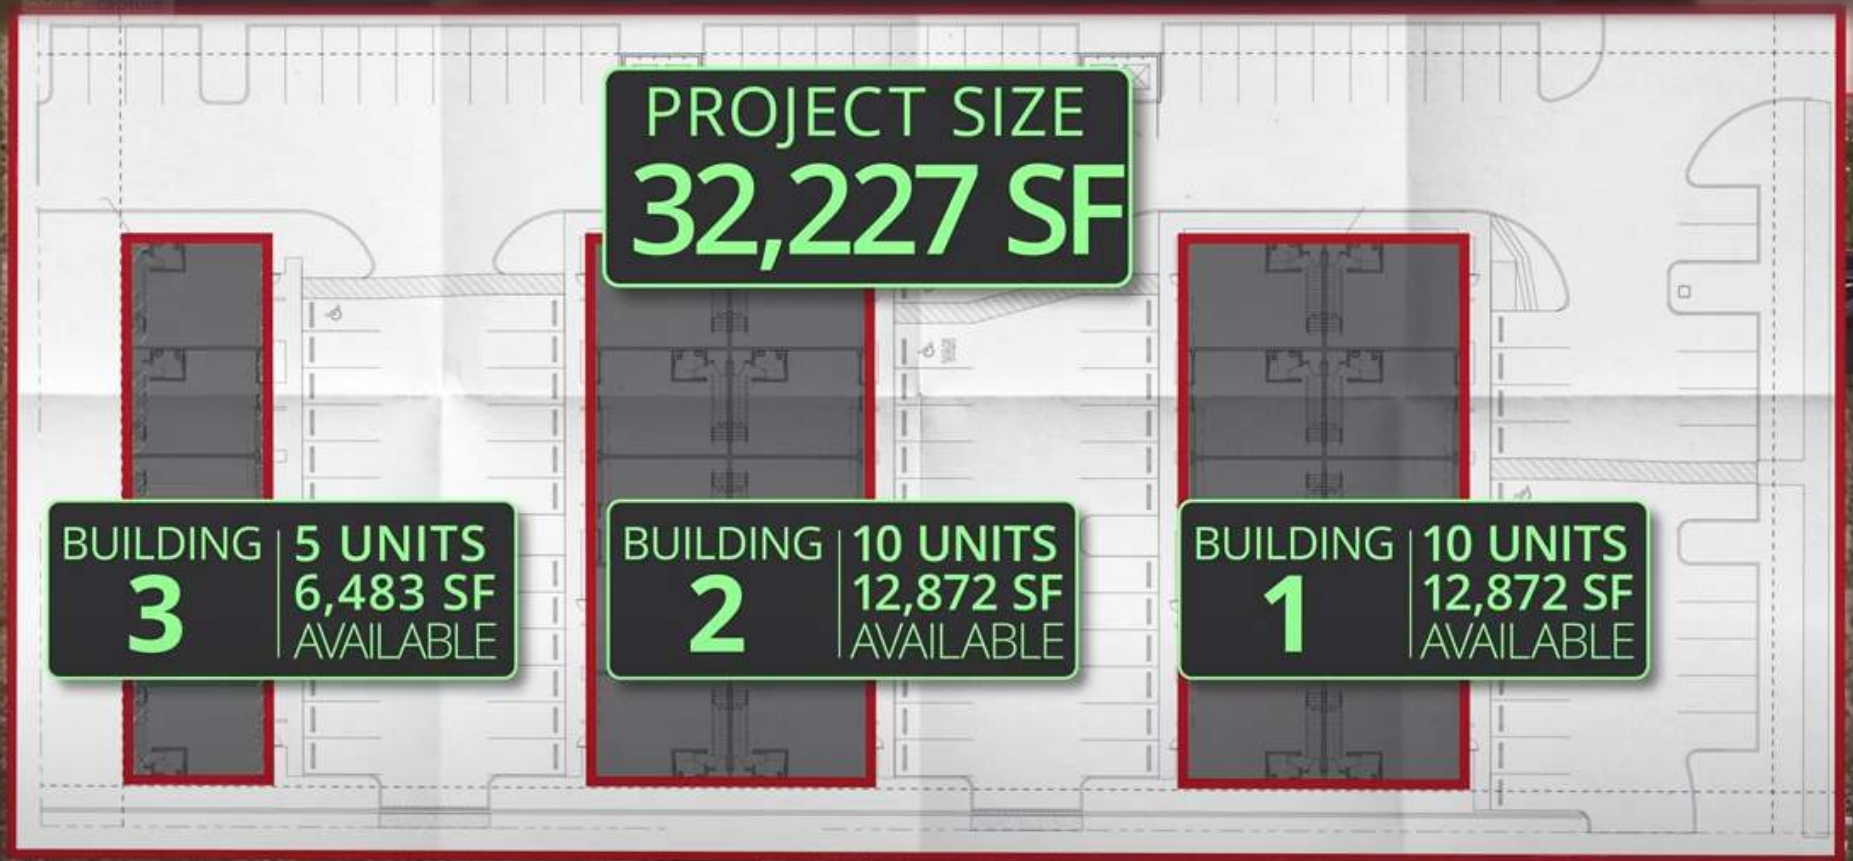 PROJECT SIZE
32,227 SF
BUILDING
3
5 UNITS
6,483 SF
AVAILABLE
BUILDING
2
10 UNITS
12,872 SF
AVAILABLE
BUILDING
1
10 UNITS
12,872 SF
AVAILABLE